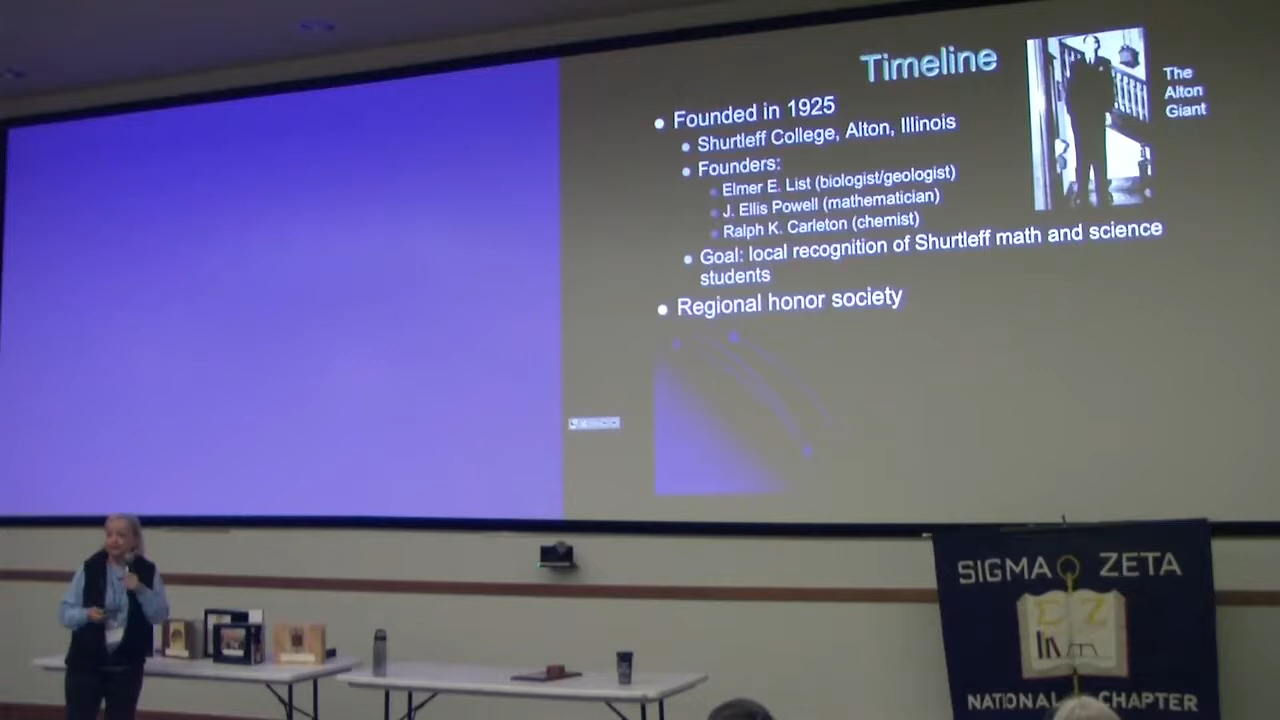 Timeline
The
Alton
Giant
Founded in 1925
Shurtleff College, Alton, Illinois
Founders:
Elmer E. List (biologist/geologist)
J. Ellis Powell (mathematician)
Ralph K. Carleton (chemist)
Goal: local recognition of Shurtleff math and science
students
Regional honor society
SIGMA ZETA
Σ Ζ
NATIONAL CHAPTER